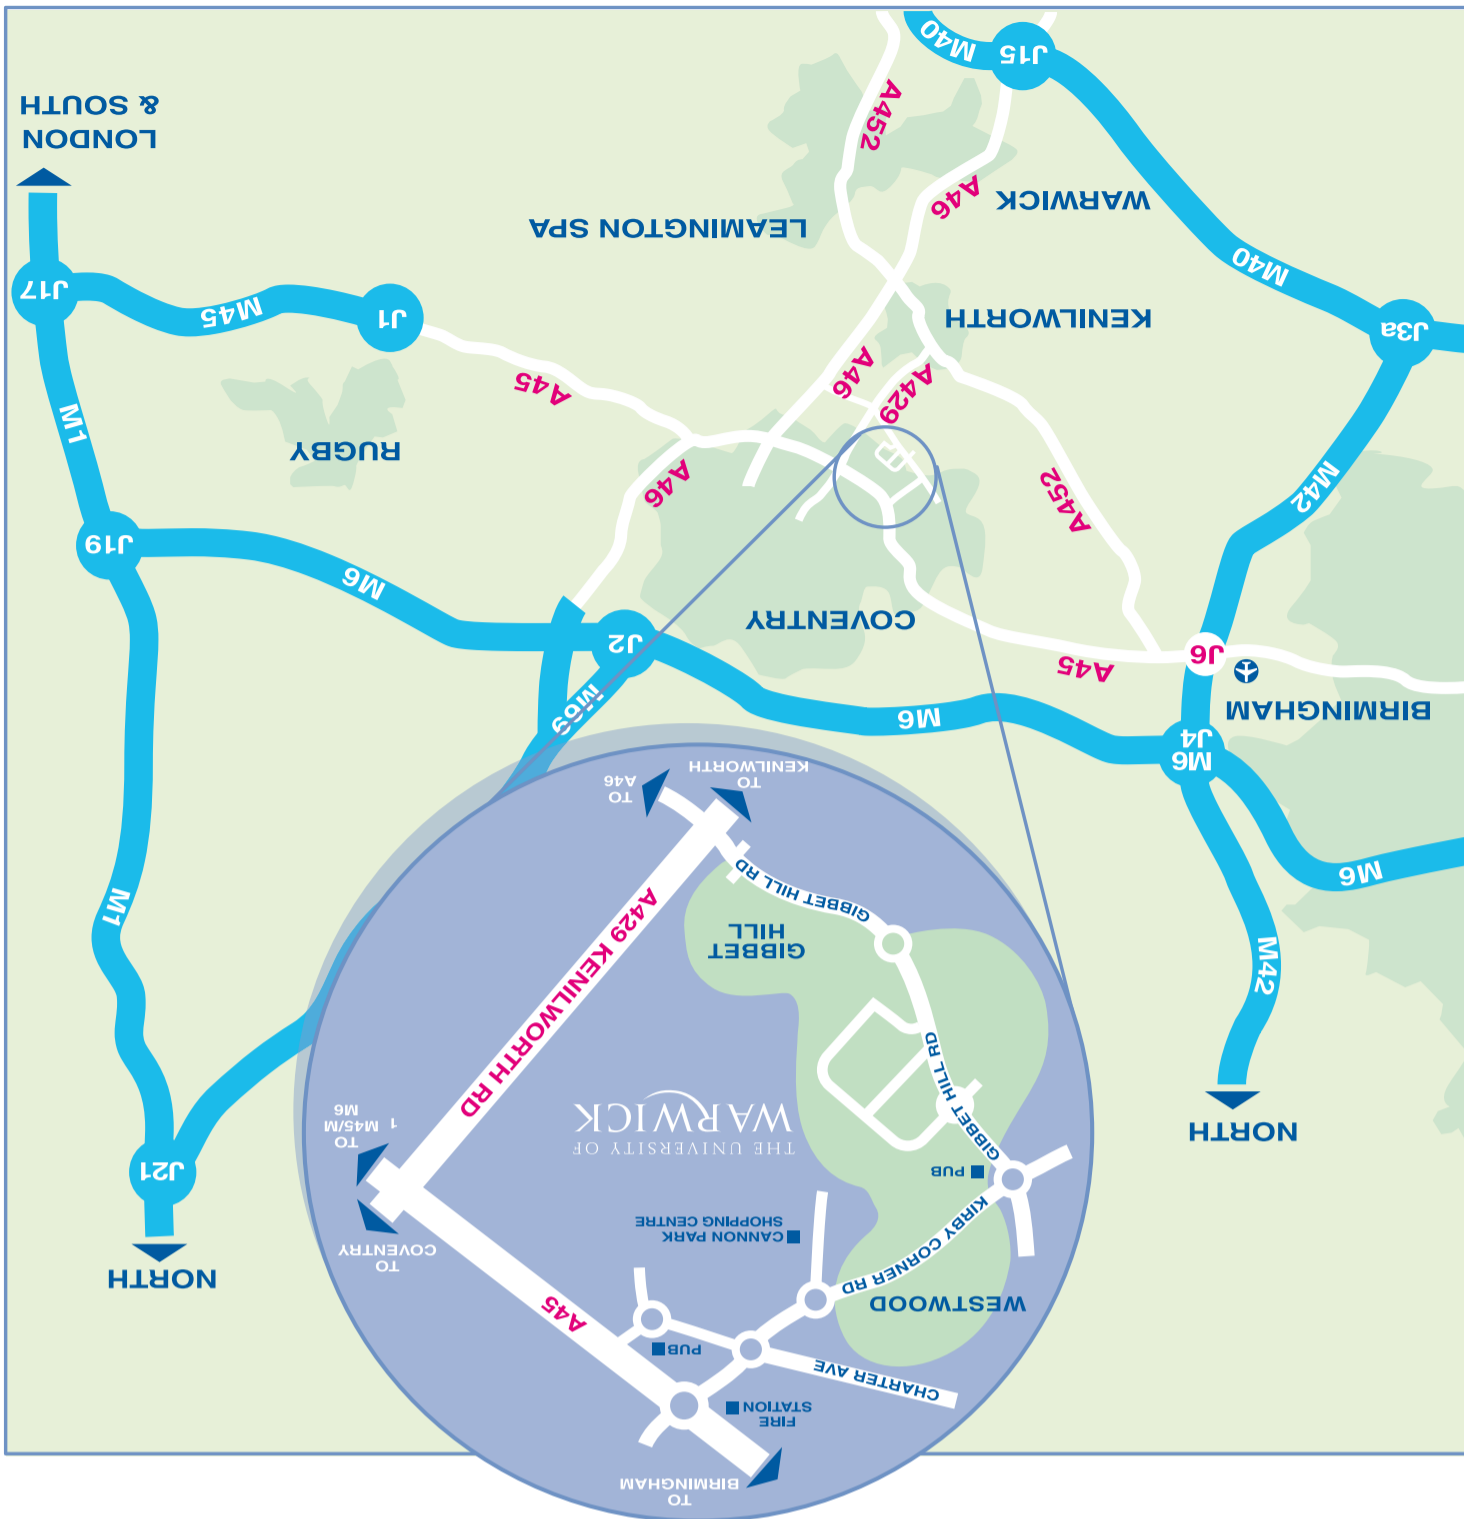 TO
BIRMINGHAM
FIRE
STATION
CHARTER AVE
PUB
A45
WESTWOOD
KIRBY CORNER RD
CANNON PARK
SHOPPING CENTRE
TO
COVENTRY
PUB
THE UNIVERSITY OF
WARWICK
TO
M45/M
1
M6
GIBBET HILL RD
GIBBET HILL RD
A429 KENILWORTH RD
GIBBET
HILL
GIBBET HILL RD
TO
KENILWORTH
TO
A46
NORTH
NORTH
J21
M42
M1
M6
M6
J4
M6
M69
BIRMINGHAM
J6
A45
J2
COVENTRY
M6
J19
M42
A452
A46
RUGBY
M1
A429
A46
A45
J3a
KENILWORTH
J1
M45
J17
M40
LEAMINGTON SPA
WARWICK
A46
A452
LONDON
& SOUTH
J15
M40